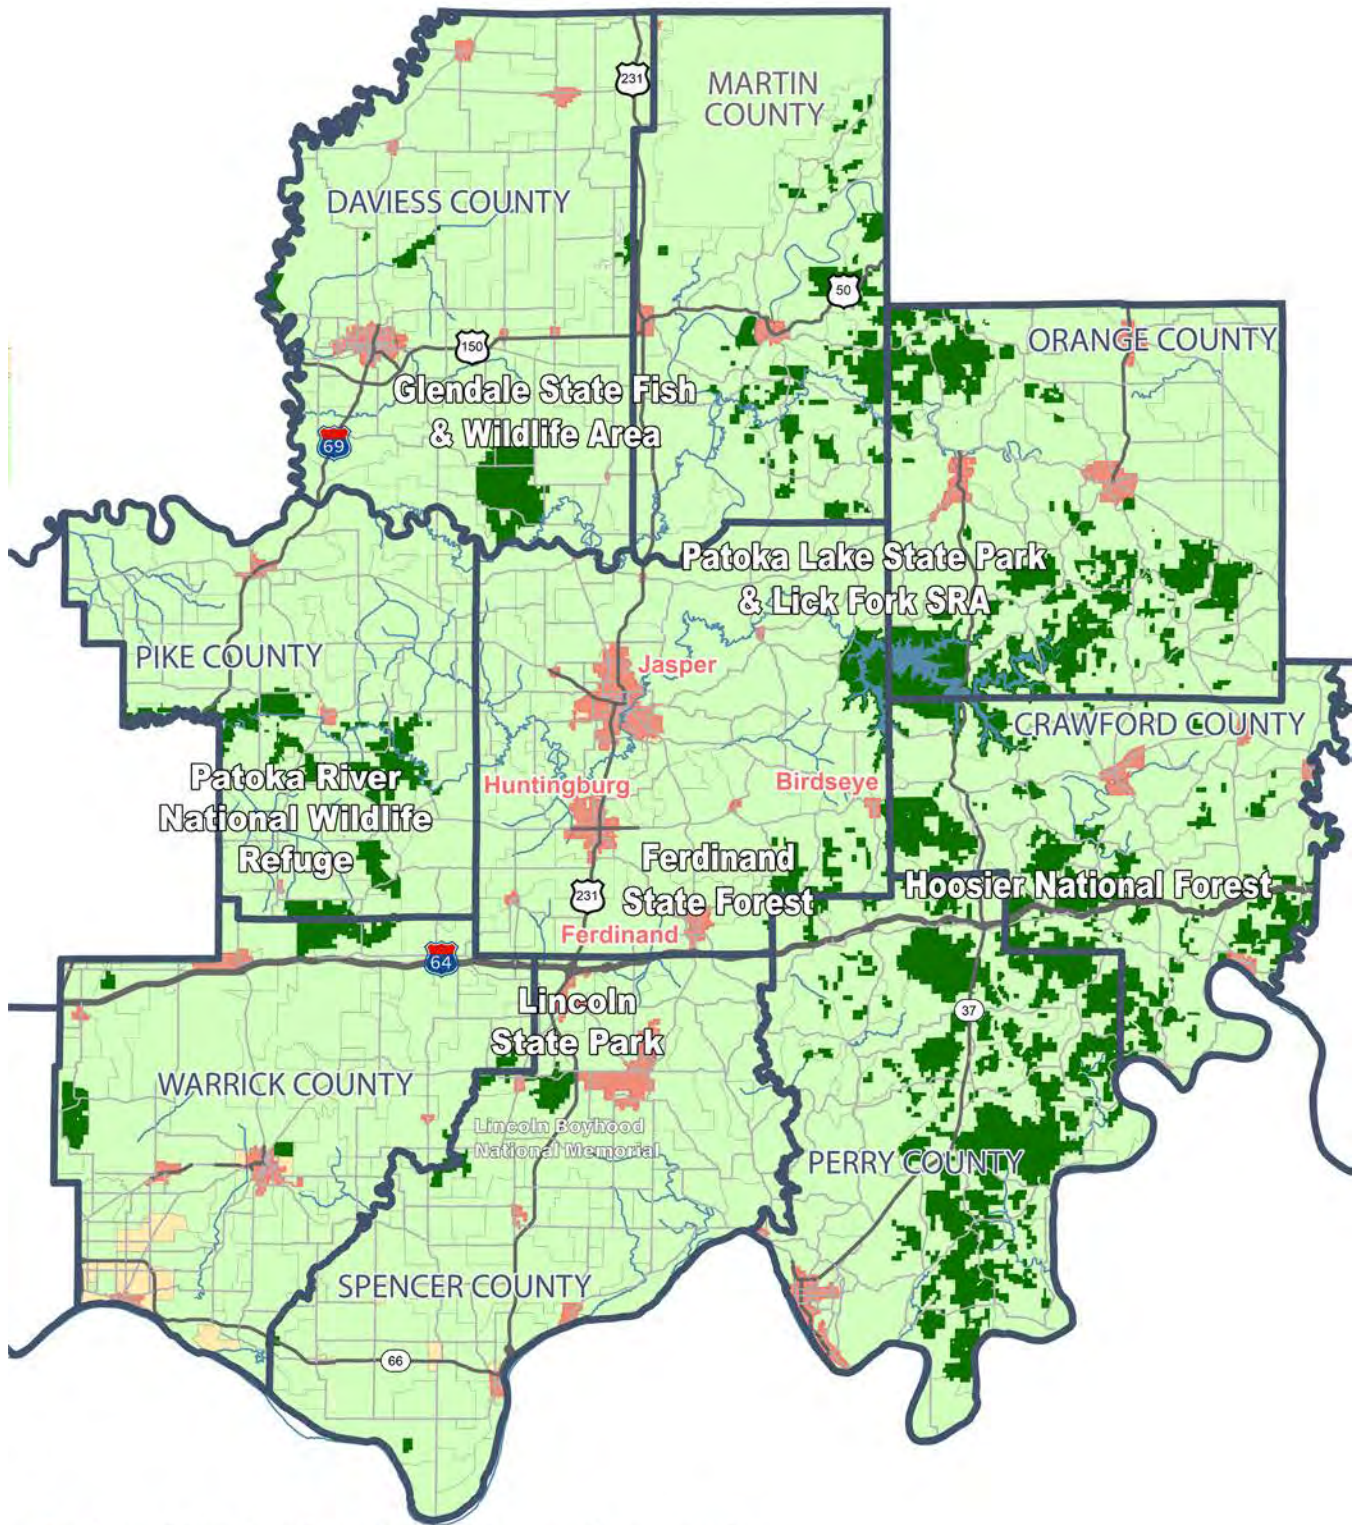 231
MARTIN
COUNTY
DAVIESS COUNTY
50
150
ORANGE COUNTY
Glendale State Fish
& Wildlife Area
69
Patoka Lake State Park
& Lick Fork SRA
PIKE COUNTY
Jasper
CRAWFORD COUNTY
Patoka River
National Wildlife
Refuge
Huntingburg
Birdseye
Ferdinand
State Forest
Hoosier National Forest
231
Ferdinand
64
Lincoln
State Park
37
WARRICK COUNTY
Lincoln Boyhood
National Memorial
PERRY COUNTY
SPENCER COUNTY
66